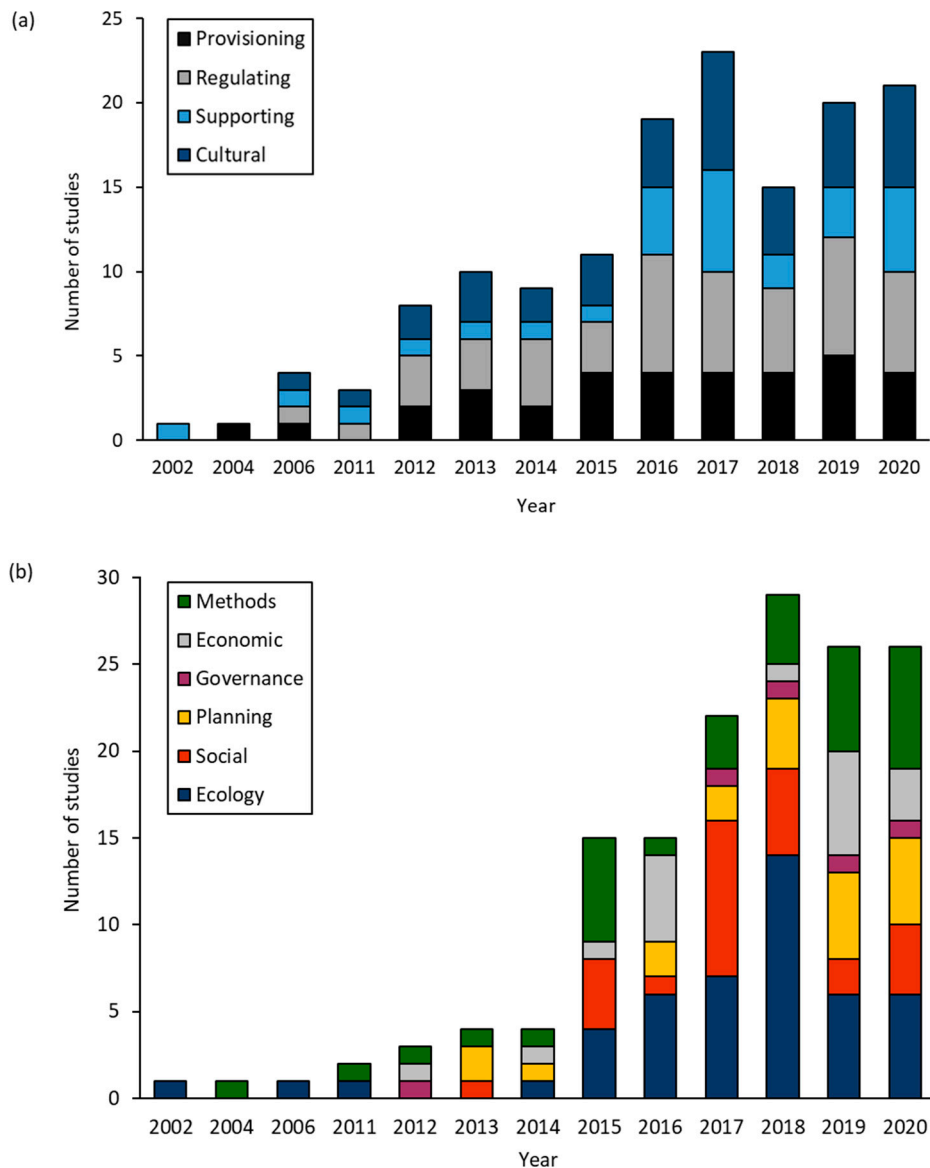 (a)
25
20
15
10
5
0
Number of studies
Provisioning
Regulating
Supporting
Cultural
2002 2004 2006 2011 2012 2013 2014 2015 2016 2017 2018 2019 2020
Year
(b)
30
25
20
15
10
5
0
Number of studies
Methods
Economic
Governance
Planning
Social
Ecology
2002 2004 2006 2011 2012 2013 2014 2015 2016 2017 2018 2019 2020
Year